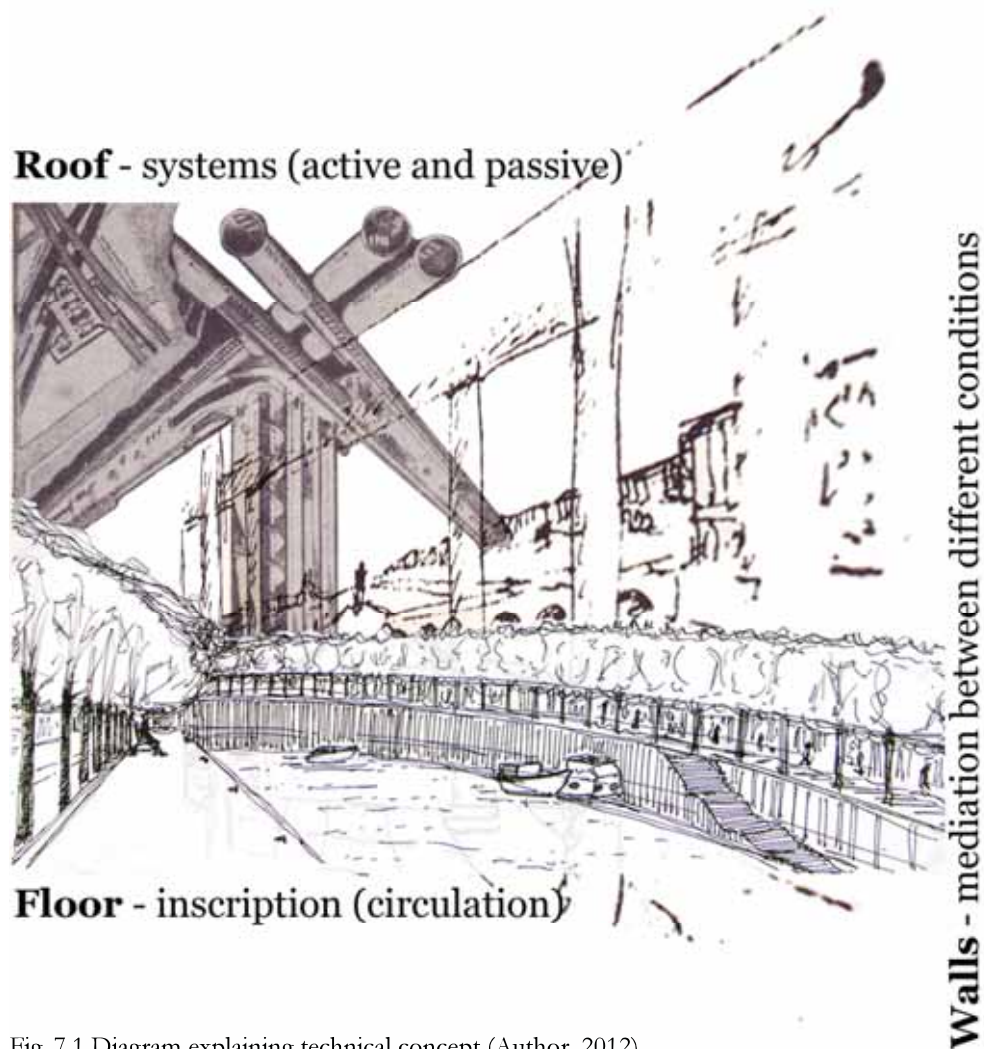 Roof - systems (active and passive)
Walls - mediation between different conditions
Floor - inscription (circulation)
Fig. 7.1 Diagram explaining technical concept (Author, 2012)